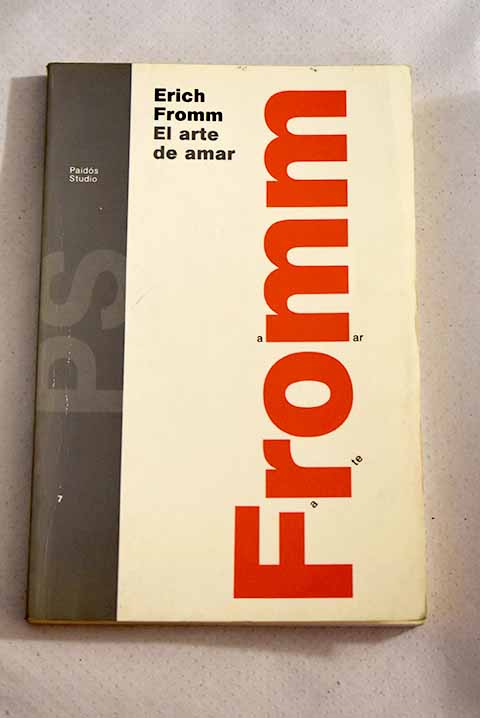 Erich
Fromm
El arte
de amar
Paidós
Studio
PS
7
Fromm
a
ar
a
te